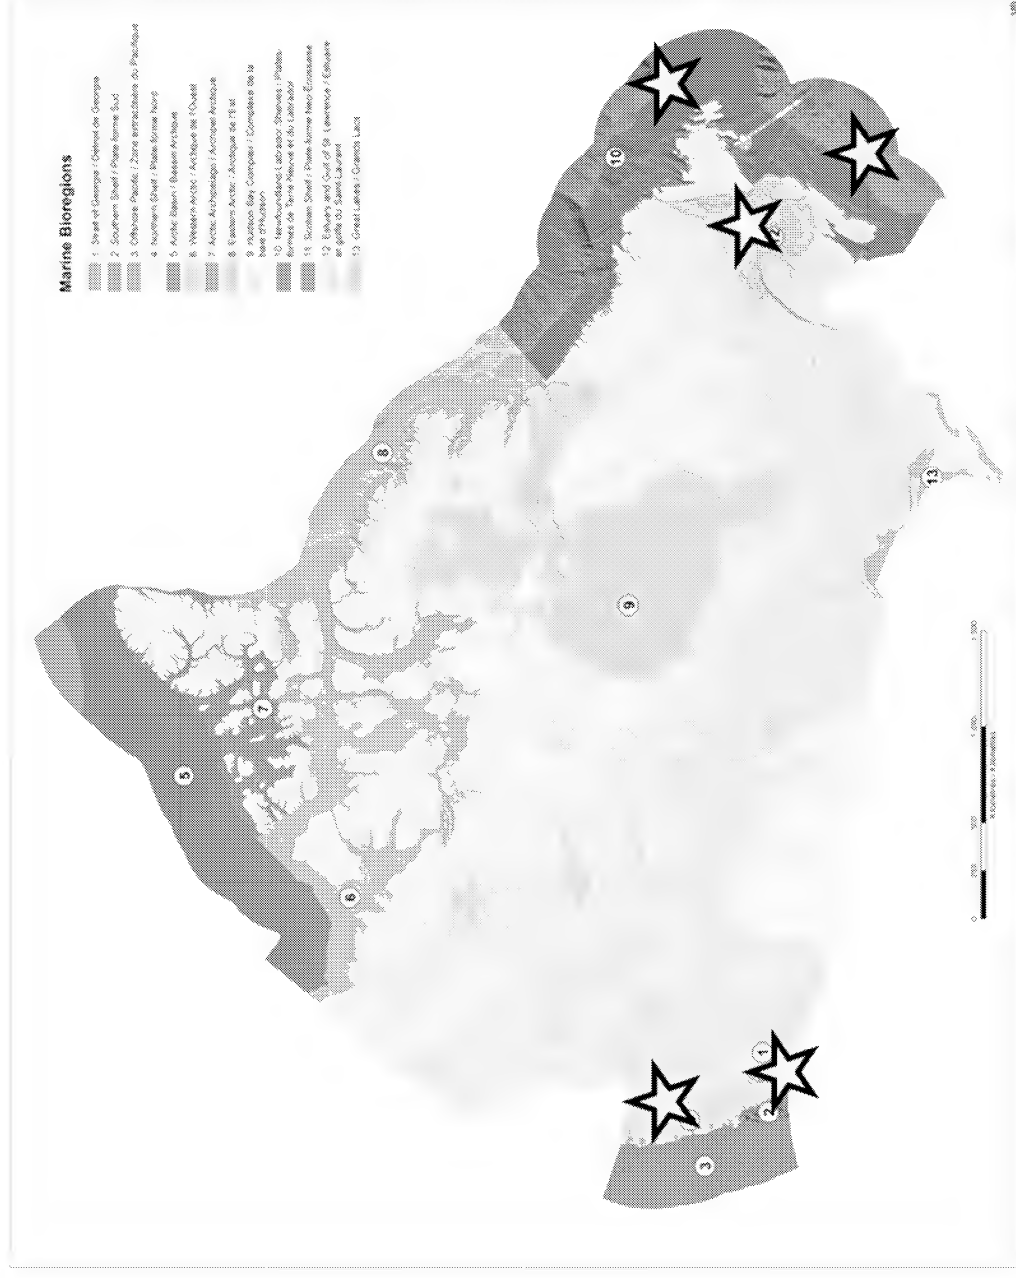 Marine Bioregions
1 Strait of Georgia / Détroit de Georgia
2 Southern Shelf / Plate-forme Sud
3 Offshore Pacific / Zone extracôtière du Pacifique
4 Northern Shelf / Plate-forme Nord
5 Arctic Basin / Bassin Arctique
6 Western Arctic / Arctique de l'Ouest
7 Arctic Archipelago / Archipel Arctique
8 Eastern Arctic / Arctique de l'Est
9 Hudson Bay Complex / Complexe de la
baie d'Hudson
10 Newfoundland-Labrador Shelves / Plates-
formes de Terre-Neuve et du Labrador
11 Scotian Shelf / Plate-forme Néo-Écossaise
12 Estuary and Gulf of St. Lawrence / Estuaire
et golfe du Saint-Laurent
13 Great Lakes / Grands Lacs
5
7
8
6
9
10
13
1
2
3
0
250
500
1,000
1,500